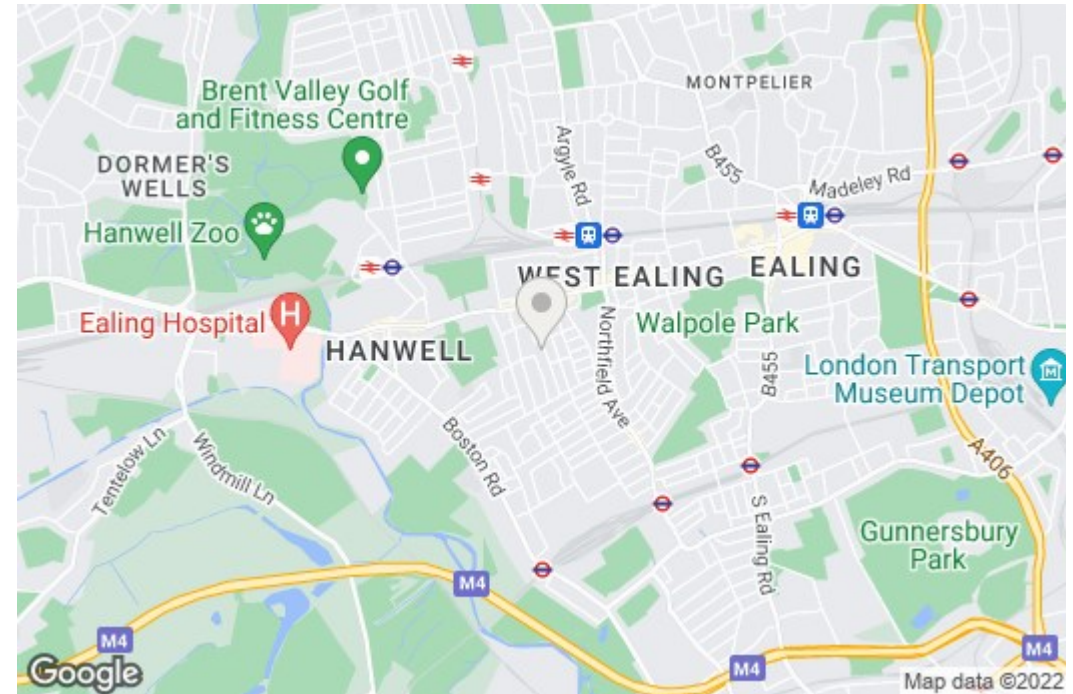 MONTPELIER
Brent Valley Golf
and Fitness Centre
Argyle Rd
B455
DORMER'S
WELLS
Madeley Rd
Hanwell Zoo
WEST EALING
EALING
Ealing Hospital
H
HANWELL
Northfield Ave
Walpole Park
B455
London Transport
Museum Depot
Boston Rd
A406
Tentelow Ln
Windmill Ln
S Ealing Rd
Gunnersbury
Park
M4
M4
M4
M4
Google
Map data ©2022